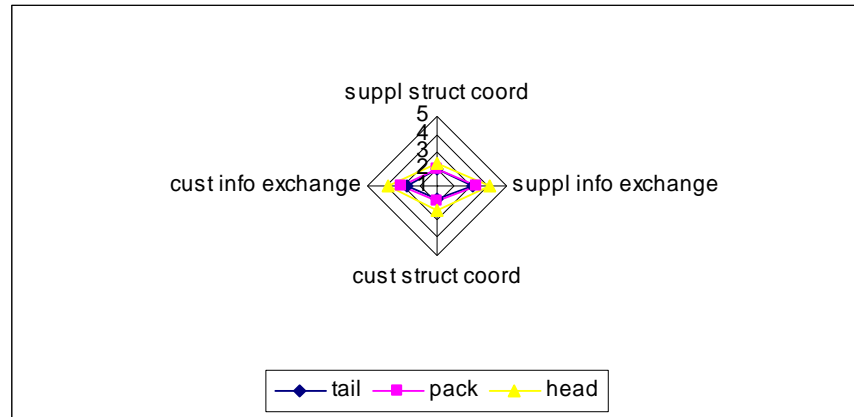 suppl struct coord
5
4
3
2
1
cust info exchange
suppl info exchange
cust struct coord
tail pack head